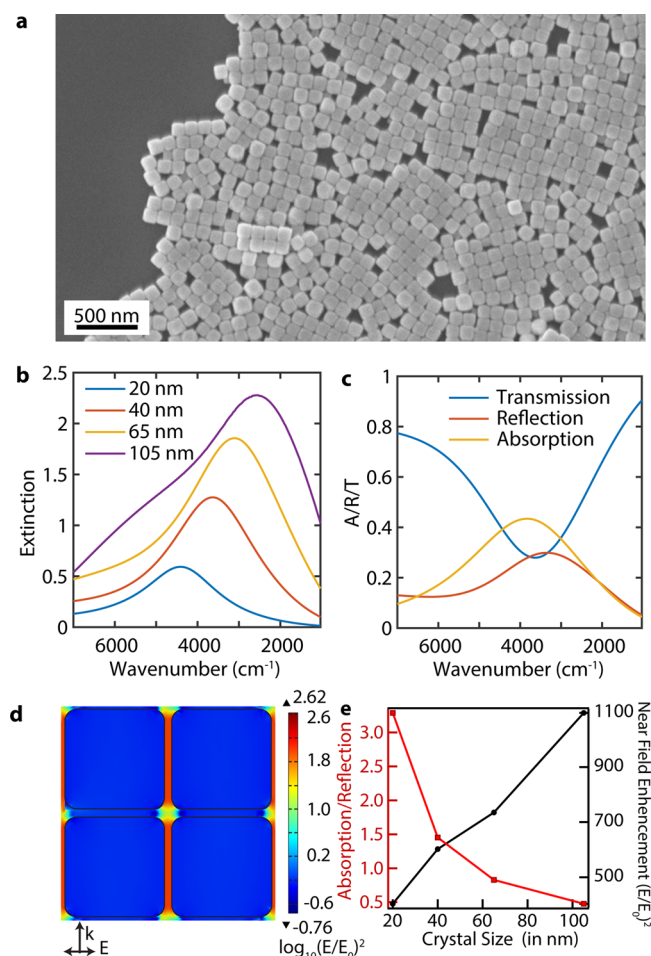 a
500 nm
b
2.5
2
1.5
1
0.5
0
Extinction
20 nm
40 nm
65 nm
105 nm
6000
4000
2000
Wavenumber (cm⁻¹)
c
1
0.8
0.6
0.4
0.2
0
A/R/T
Transmission
Reflection
Absorption
6000
4000
2000
Wavenumber (cm⁻¹)
d
2.62
2.6
1.8
1.0
0.2
-0.6
-0.76
log₁₀(E/E₀)²
k
E
e
3.0
2.5
2.0
1.5
1.0
0.5
Absorption/Reflection
1100
900
700
500
Near Field Enhancement (E/E₀)²
20
40
60
80
100
Crystal Size (in nm)